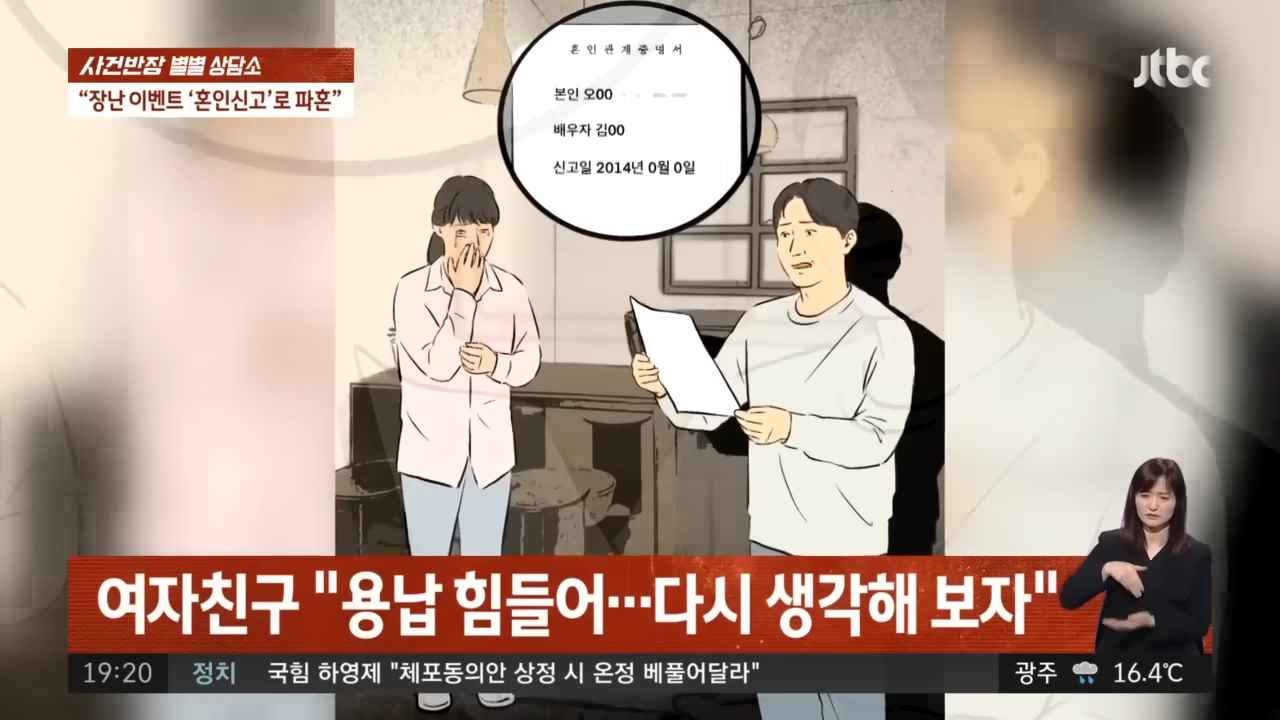 사건반장 별별 상담소
"장난 이벤트 '혼인신고'로 파혼"
jtbc
혼인관계증명서
본인 오00
배우자 김00
신고일 2014년 0월 0일
여자친구 "용납 힘들어…다시 생각해 보자"
19:20 정치 국힘 하영제 "체포동의안 상정 시 온정 베풀어달라" 광주 16.4℃